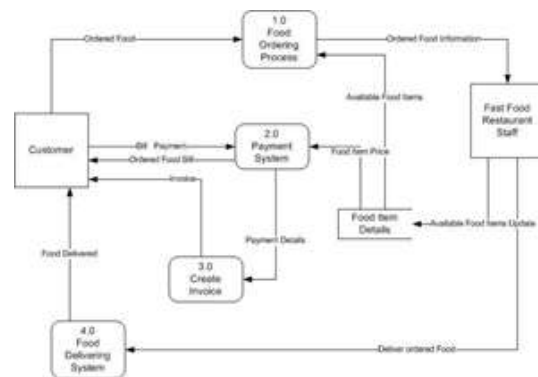 1.0
Food
Ordering
Process
Ordered Food
Ordered Food Information
Available Food Items
Fast Food
Restaurant
Staff
Customer
Bill Payment
Ordered Food Bill
Invoice
2.0
Payment
System
Food Item Price
Food Item
Details
Available Food Items Update
Payment Details
Food Delivered
3.0
Create
Invoice
4.0
Food
Delivering
System
Deliver ordered Food